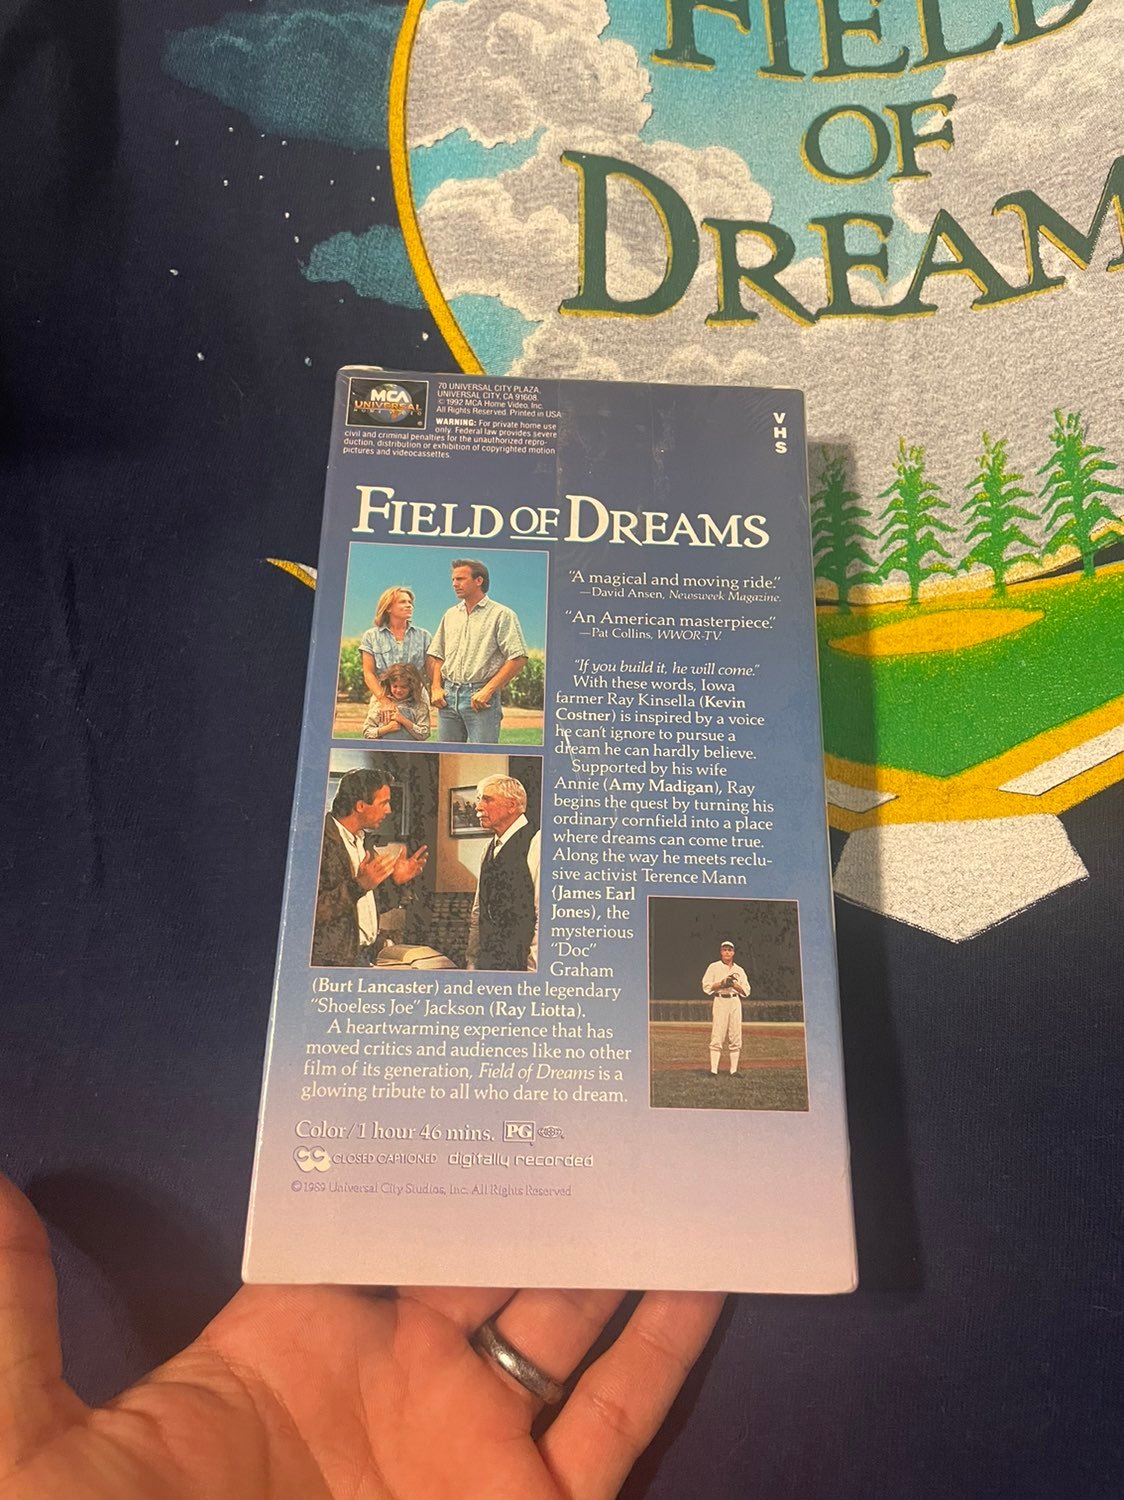 FIELD
OF
DREAM
MCA
UNIVERSAL
HOME VIDEO
70 UNIVERSAL CITY PLAZA,
UNIVERSAL CITY, CA 91608.
© 1992 MCA Home Video, Inc.
All Rights Reserved. Printed in USA
WARNING: For private home use
only. Federal law provides severe
civil and criminal penalties for the unauthorized repro-
duction, distribution or exhibition of copyrighted motion
pictures and videocassettes.
VHS
FIELD OF DREAMS
“A magical and moving ride.”
—David Ansen, Newsweek Magazine.
“An American masterpiece.”
—Pat Collins, WWOR-TV.
“If you build it, he will come.”
With these words, Iowa
farmer Ray Kinsella (Kevin
Costner) is inspired by a voice
he can't ignore to pursue a
dream he can hardly believe.
Supported by his wife
Annie (Amy Madigan), Ray
begins the quest by turning his
ordinary cornfield into a place
where dreams can come true.
Along the way he meets reclu-
sive activist Terence Mann
(James Earl
Jones), the
mysterious
“Doc”
Graham
(Burt Lancaster) and even the legendary
“Shoeless Joe” Jackson (Ray Liotta).
A heartwarming experience that has
moved critics and audiences like no other
film of its generation, Field of Dreams is a
glowing tribute to all who dare to dream.
Color/1 hour 46 mins. PG
CC CLOSED CAPTIONED digitally recorded
©1989 Universal City Studios, Inc. All Rights Reserved